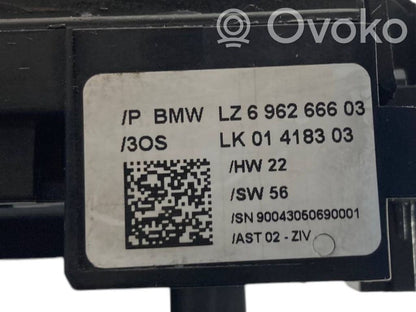 Ovoko
/P BMW LZ 6 962 666 03
/3OS LK 01 4183 03
/HW 22
/SW 56
/SN 90043050690001
/AST 02 - ZIV
©Ovoko